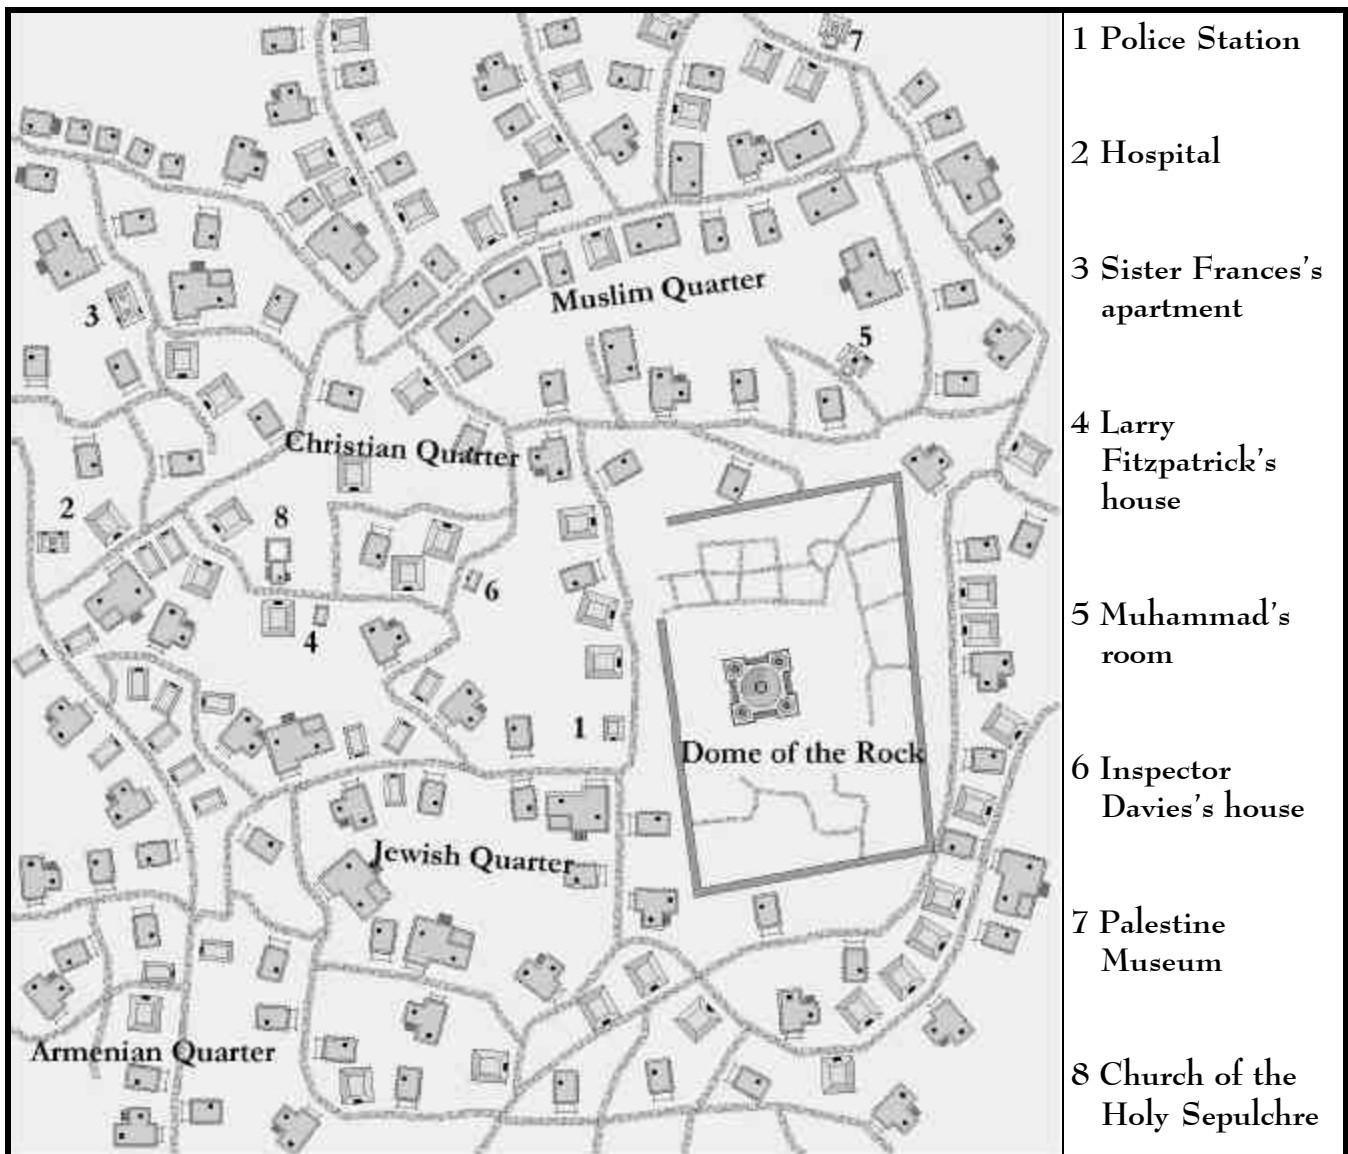 7
3
Muslim Quarter
5
Christian Quarter
2
8
6
4
1
Dome of the Rock
Jewish Quarter
Armenian Quarter
1 Police Station
2 Hospital
3 Sister Frances's
apartment
4 Larry
Fitzpatrick's
house
5 Muhammad's
room
6 Inspector
Davies's house
7 Palestine
Museum
8 Church of the
Holy Sepulchre